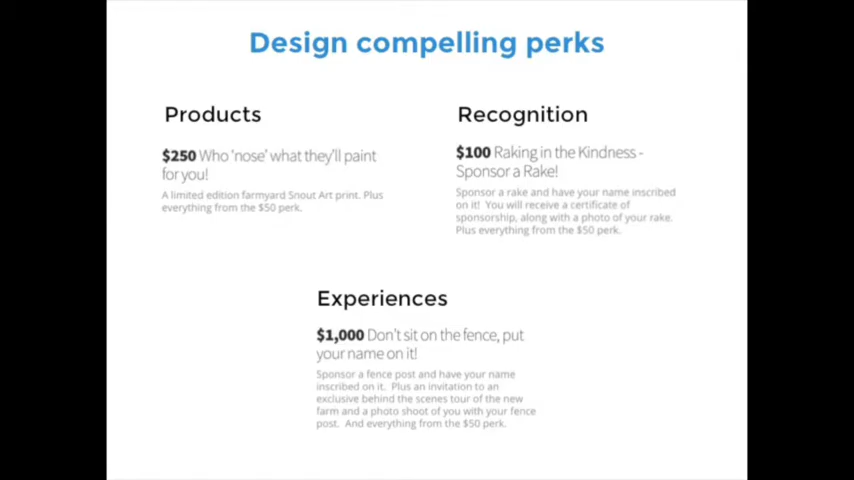 Design compelling perks
Products
$250 Who 'nose' what they'll paint
for you!
A limited edition farmyard Snout Art print. Plus
everything from the $50 perk.
Recognition
$100 Raking in the Kindness -
Sponsor a Rake!
Sponsor a rake and have your name inscribed
on it! You will receive a certificate of
sponsorship, along with a photo of your rake.
Plus everything from the $50 perk.
Experiences
$1,000 Don't sit on the fence, put
your name on it!
Sponsor a fence post and have your name
inscribed on it. Plus an invitation to an
exclusive behind the scenes tour of the new
farm and a photo shoot of you with your fence
post. And everything from the $50 perk.